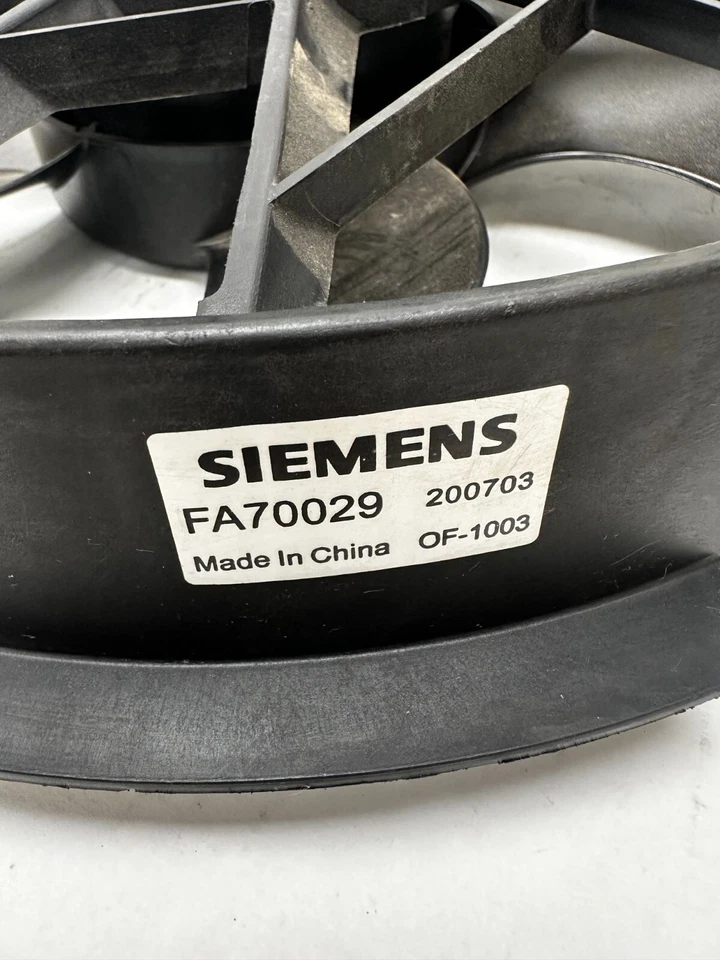 SIEMENS
FA70029 200703
Made In China OF-1003